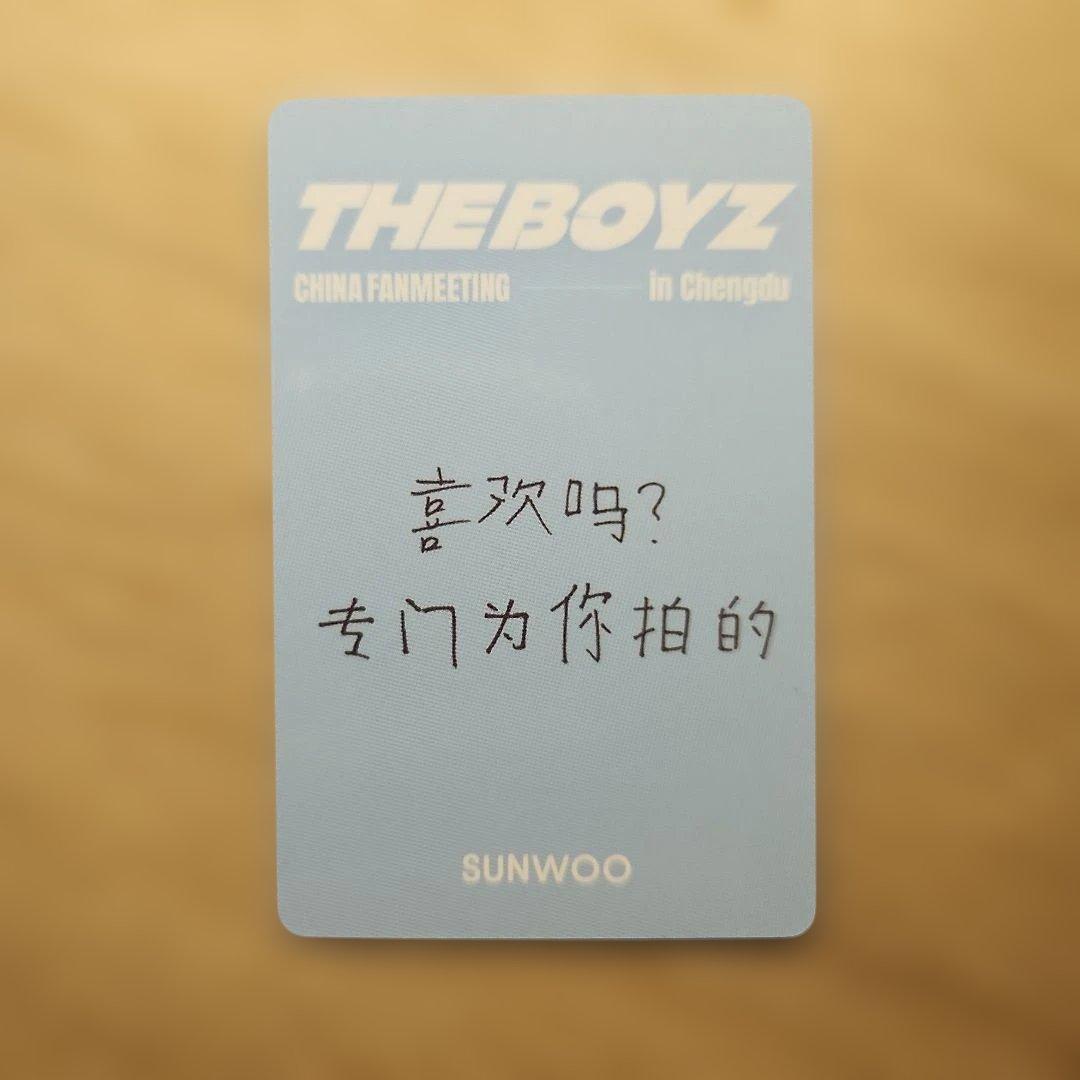 THEBOYZ
CHINA FANMEETING in Chengdu
喜欢吗?
专门为你拍的
SUNWOO